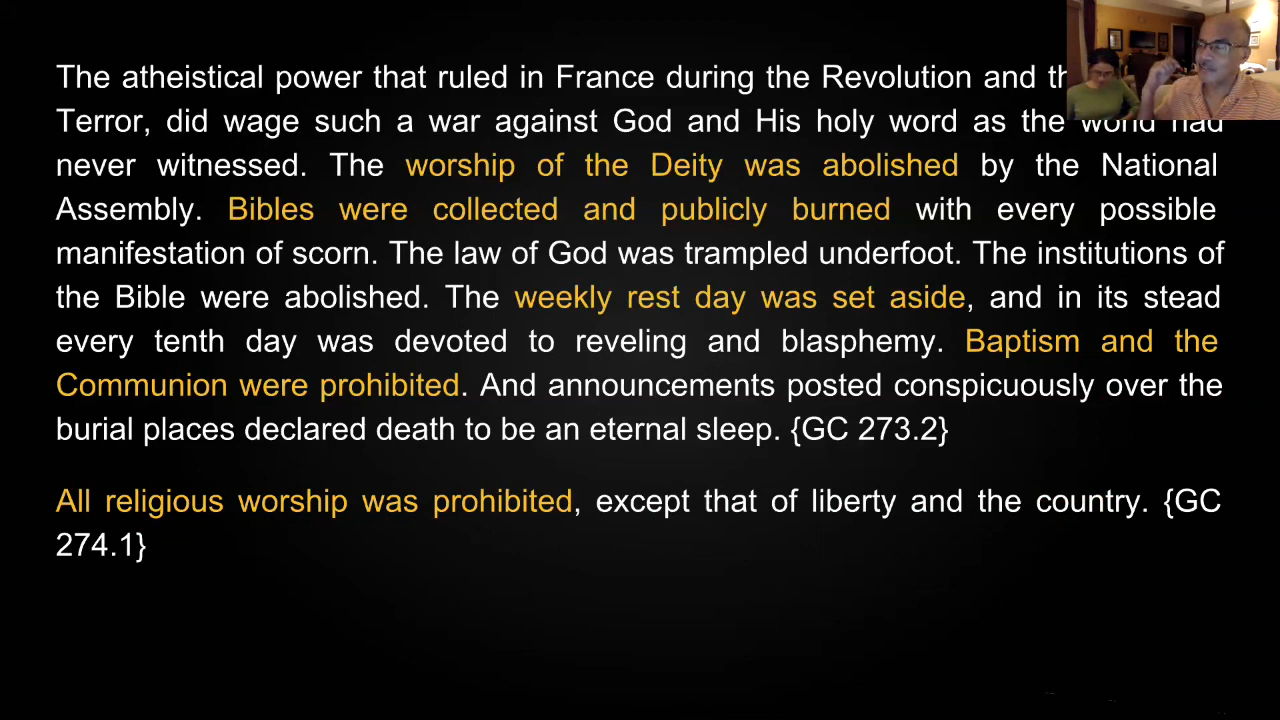 The atheistical power that ruled in France during the Revolution and
Terror, did wage such a war against God and His holy word as the world had
never witnessed. The worship of the Deity was abolished by the National
Assembly. Bibles were collected and publicly burned with every possible
manifestation of scorn. The law of God was trampled underfoot. The institutions of
the Bible were abolished. The weekly rest day was set aside, and in its stead
every tenth day was devoted to reveling and blasphemy. Baptism and the
Communion were prohibited. And announcements posted conspicuously over the
burial places declared death to be an eternal sleep. {GC 273.2}
All religious worship was prohibited, except that of liberty and the country. {GC
274.1}